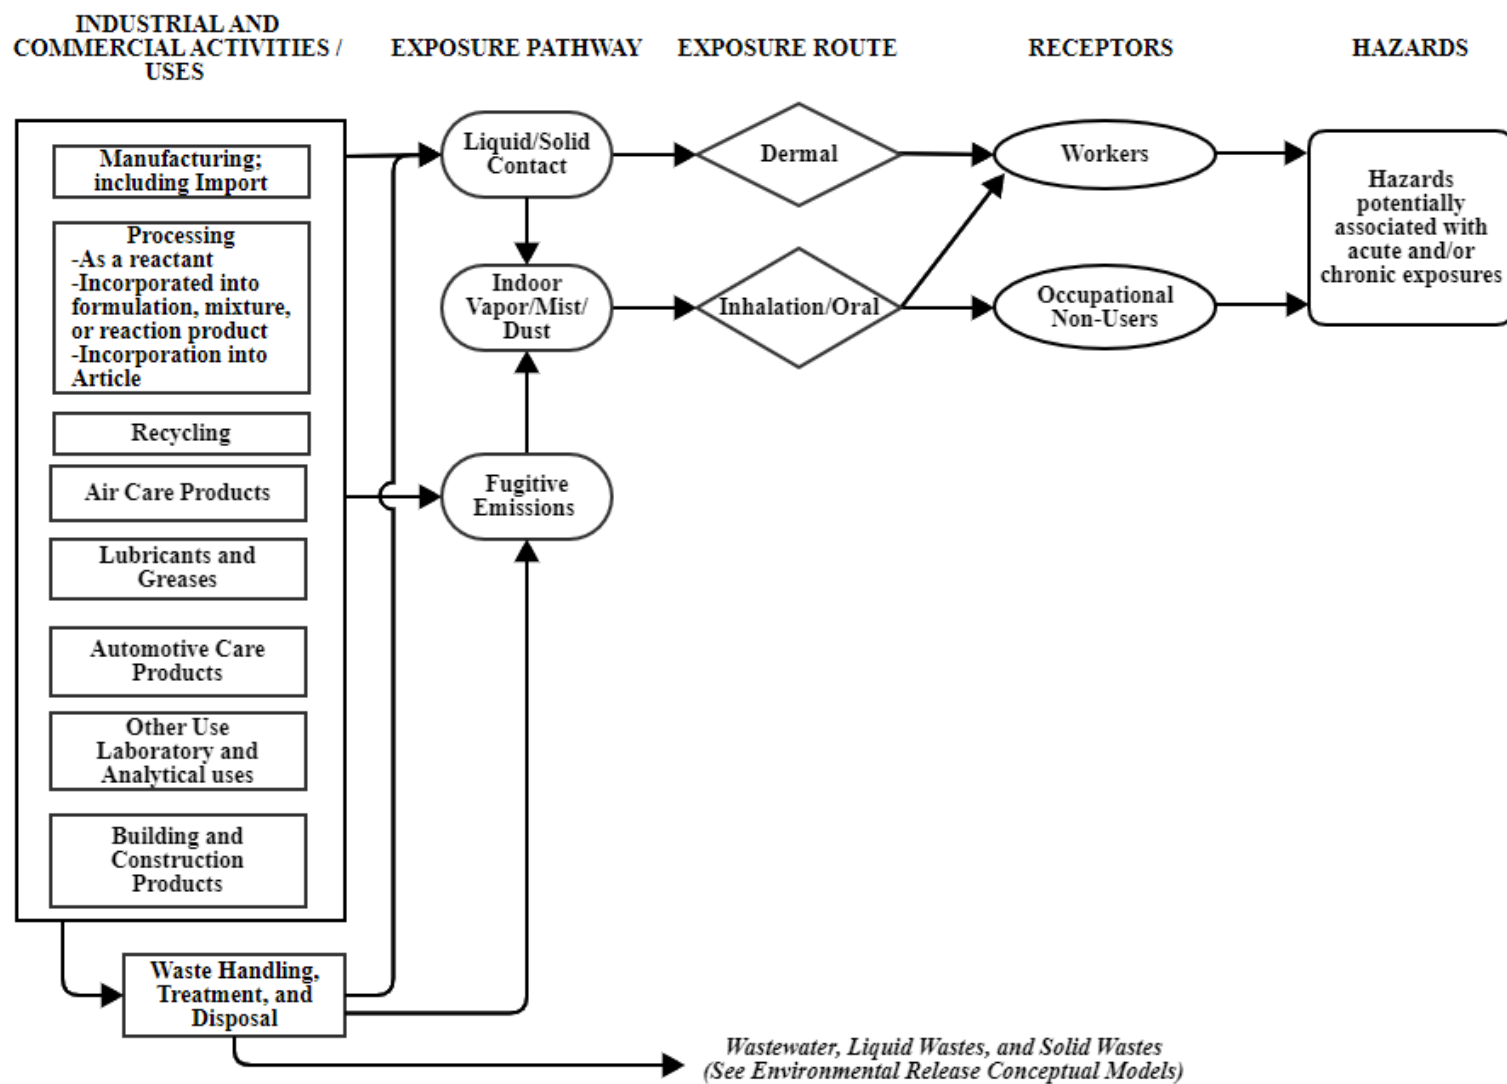 INDUSTRIAL AND
COMMERCIAL ACTIVITIES /
USES
EXPOSURE PATHWAY
EXPOSURE ROUTE
RECEPTORS
HAZARDS
Manufacturing;
including Import
Processing
-As a reactant
-Incorporated into
formulation, mixture,
or reaction product
-Incorporation into
Article
Recycling
Air Care Products
Lubricants and
Greases
Automotive Care
Products
Other Use
Laboratory and
Analytical uses
Building and
Construction
Products
Waste Handling,
Treatment, and
Disposal
Liquid/Solid
Contact
Indoor
Vapor/Mist/
Dust
Fugitive
Emissions
Dermal
Inhalation/Oral
Workers
Occupational
Non-Users
Hazards
potentially
associated with
acute and/or
chronic exposures
Wastewater, Liquid Wastes, and Solid Wastes
(See Environmental Release Conceptual Models)